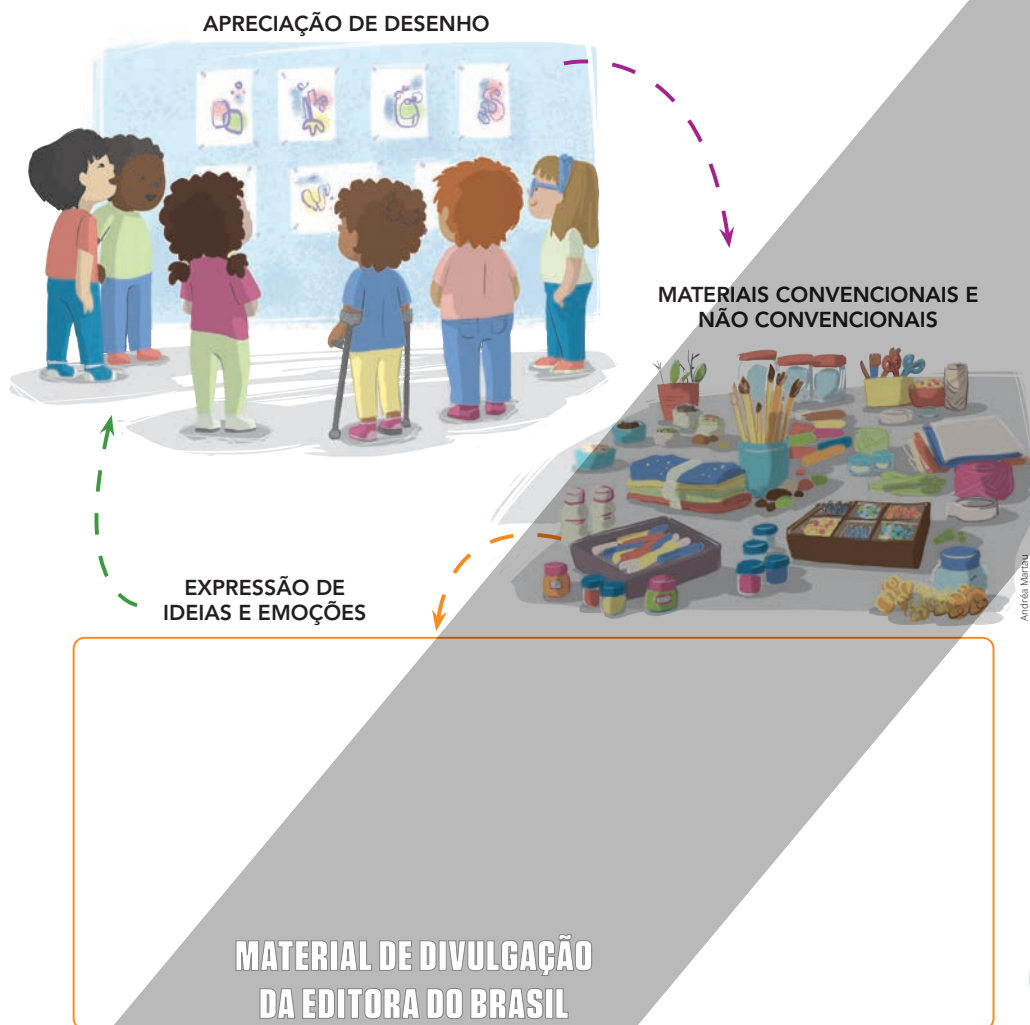 APRECIAÇÃO DE DESENHO
MATERIAIS CONVENCIONAIS E
NÃO CONVENCIONAIS
Andréa Martau
EXPRESSÃO DE
IDEIAS E EMOÇÕES
MATERIAL DE DIVULGAÇÃO
DA EDITORA DO BRASIL